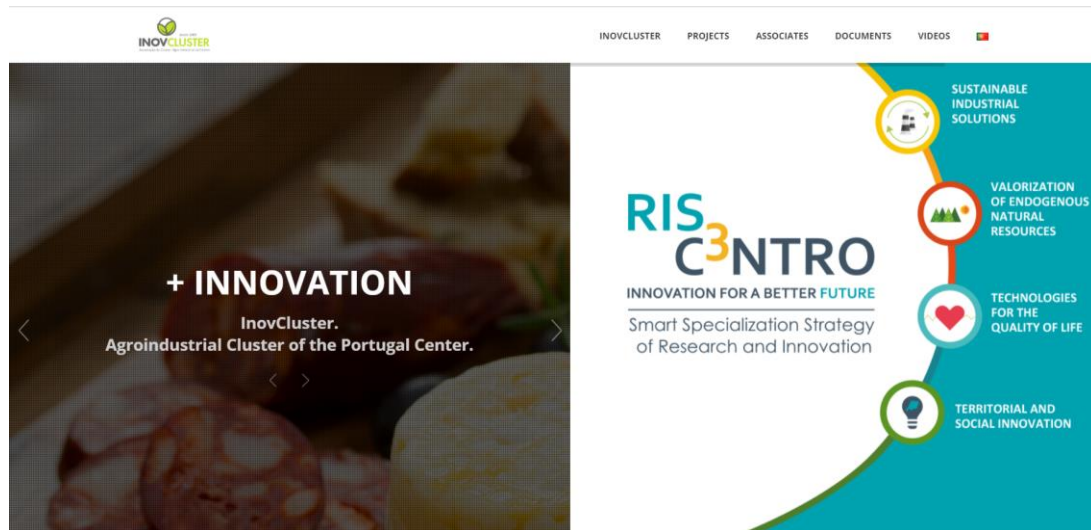 INOVCLUSTER
INOVCLUSTER PROJECTS ASSOCIATES DOCUMENTS VIDEOS
+ INNOVATION
InovCluster.
Agroindustrial Cluster of the Portugal Center.
RIS3
C3NTRO
INNOVATION FOR A BETTER FUTURE
Smart Specialization Strategy
of Research and Innovation
SUSTAINABLE
INDUSTRIAL
SOLUTIONS
VALORIZATION
OF ENDOGENOUS
NATURAL
RESOURCES
TECHNOLOGIES
FOR THE
QUALITY OF LIFE
TERRITORIAL AND
SOCIAL INNOVATION